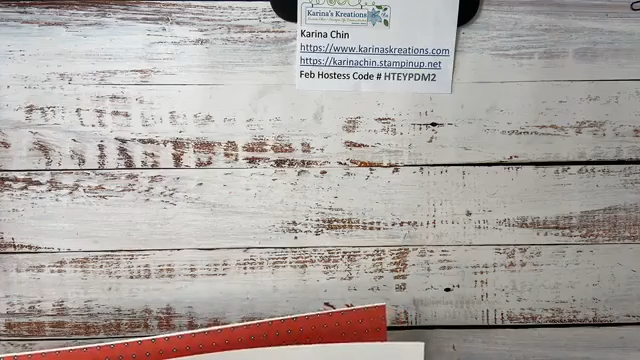 Karina's Kreations
Karina Chin
https://www.karinaskreations.com
https://karinachin.stampinup.net
Feb Hostess Code # HTEYPDM2